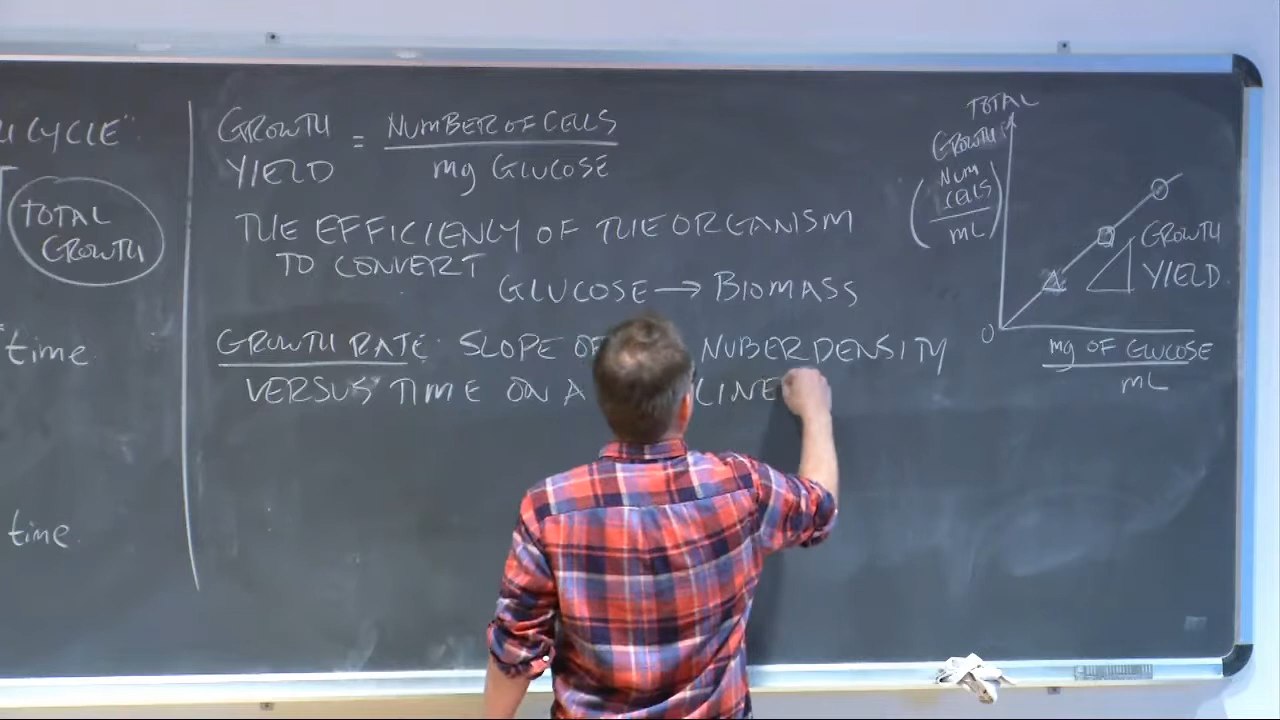 CYCLE"
TOTAL
GROWTH
time
time
GROWTH
YIELD
=
NUMBER OF CELLS
mg GLUCOSE
THE EFFICIENCY OF THE ORGANISM
TO CONVERT
GLUCOSE → BIOMASS
GROWTH RATE: SLOPE OF NUBER DENSITY
VERSUS TIME ON A LINE
TOTAL
GROWTH
(NUM
CELLS
mL)
0
GROWTH
YIELD
mg OF GLUCOSE
mL